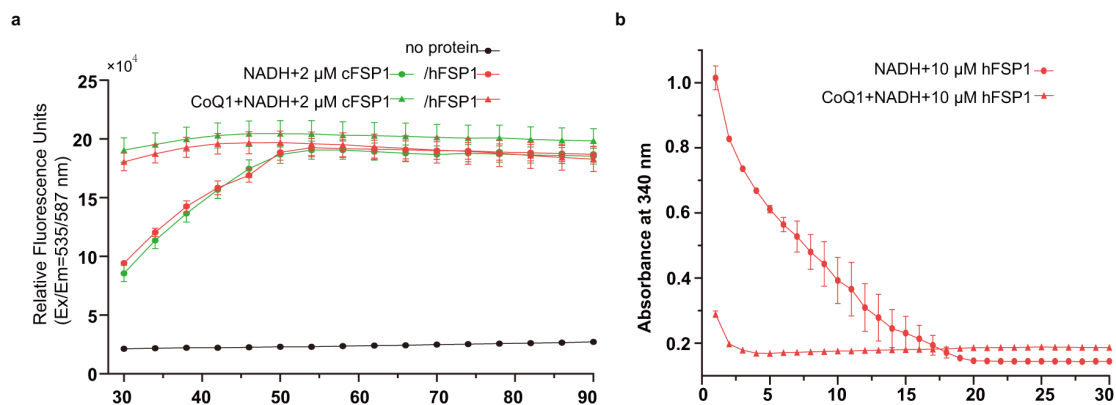 a
no protein
×10⁴
NADH+2 µM cFSP1 /hFSP1
CoQ1+NADH+2 µM cFSP1 /hFSP1
25
20
15
10
5
0
Relative Fluorescence Units
(Ex/Em=535/587 nm)
30 40 50 60 70 80 90
b
NADH+10 µM hFSP1
CoQ1+NADH+10 µM hFSP1
1.0
0.8
0.6
0.4
0.2
Absorbance at 340 nm
0 5 10 15 20 25 30